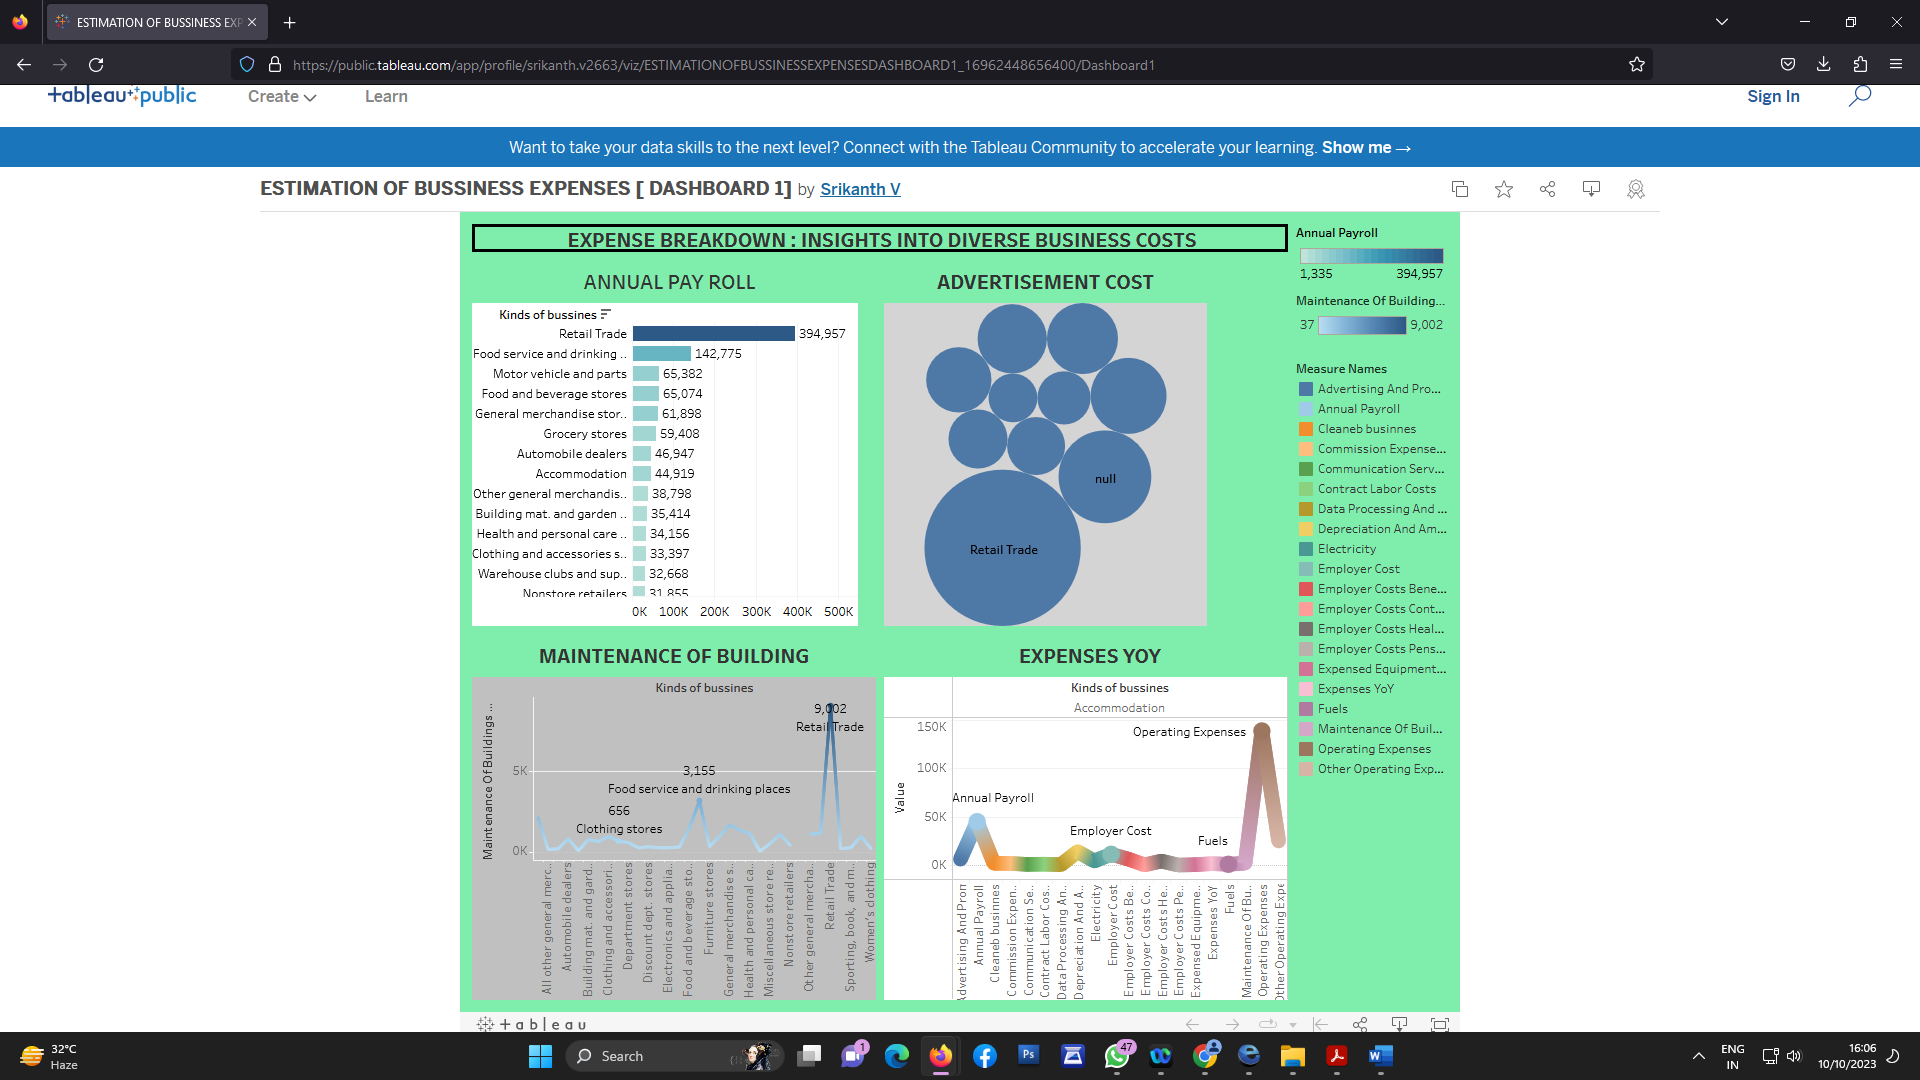 ESTIMATION OF BUSSINESS EXP
https://public.tableau.com/app/profile/srikanth.v2663/viz/ESTIMATIONOFBUSSINESSEXPENSESDASHBOARD1_16962448656400/Dashboard1
+ableau+public
Create
Learn
Sign In
Want to take your data skills to the next level? Connect with the Tableau Community to accelerate your learning. Show me →
ESTIMATION OF BUSSINESS EXPENSES [ DASHBOARD 1] by Srikanth V
EXPENSE BREAKDOWN : INSIGHTS INTO DIVERSE BUSINESS COSTS
ANNUAL PAY ROLL
Kinds of bussines
Retail Trade 394,957
Food service and drinking .. 142,775
Motor vehicle and parts 65,382
Food and beverage stores 65,074
General merchandise stor.. 61,898
Grocery stores 59,408
Automobile dealers 46,947
Accommodation 44,919
Other general merchandis.. 38,798
Building mat. and garden .. 35,414
Health and personal care .. 34,156
Clothing and accessories s.. 33,397
Warehouse clubs and sup.. 32,668
Nonstore retailers 31,855
0K 100K 200K 300K 400K 500K
ADVERTISEMENT COST
null
Retail Trade
MAINTENANCE OF BUILDING
Kinds of bussines
Maintenance Of Buildings ...
5K
0K
9,002
Retail Trade
3,155
Food service and drinking places
656
Clothing stores
All other general merc..
Automobile dealers
Building mat. and gard..
Clothing and accessori..
Department stores
Discount dept. stores
Electronics and applia..
Food and beverage sto..
Furniture stores
General merchandise s..
Health and personal ca..
Miscellaneous store re..
Nonstore retailers
Other general mercha..
Retail Trade
Sporting, book, and m..
Women's clothing
EXPENSES YOY
Kinds of bussines
Accommodation
Value
150K
100K
50K
0K
Operating Expenses
Annual Payroll
Employer Cost
Fuels
Advertising And Prom
Annual Payroll
Cleaneb businnes
Commission Expen..
Communication Se..
Contract Labor Cos..
Data Processing An..
Depreciation And A..
Electricity
Employer Cost
Employer Costs Be..
Employer Costs Co..
Employer Costs He..
Employer Costs Pe..
Expensed Equipme..
Expenses YoY
Fuels
Maintenance Of Bu..
Operating Expenses
Other Operating Expe
Annual Payroll
1,335 394,957
Maintenance Of Building...
37 9,002
Measure Names
Advertising And Pro...
Annual Payroll
Cleaneb businnes
Commission Expense...
Communication Serv...
Contract Labor Costs
Data Processing And ...
Depreciation And Am...
Electricity
Employer Cost
Employer Costs Bene...
Employer Costs Cont...
Employer Costs Heal...
Employer Costs Pens...
Expensed Equipment...
Expenses YoY
Fuels
Maintenance Of Buil...
Operating Expenses
Other Operating Exp...
+ableau
32°C
Haze
Search
1
Ps
47
W
ENG
IN
16:06
10/10/2023